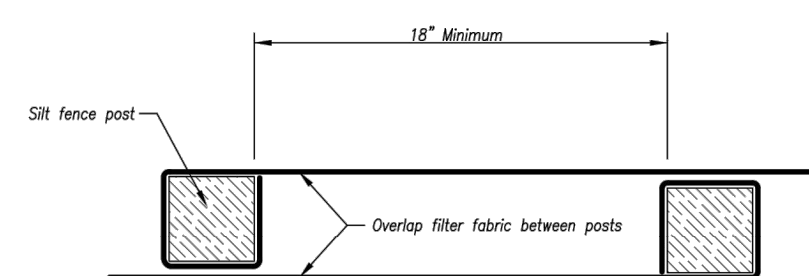 18" Minimum
Silt fence post
Overlap filter fabric between posts